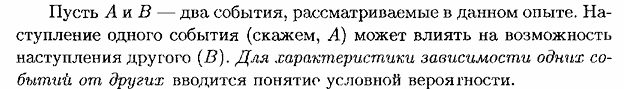 Пусть A и B — два события, рассматриваемые в данном опыте. На-
ступление одного события (скажем, A) может влиять на возможность
наступления другого (B). Для характеристики зависимости одних со-
бытий от других вводится понятие условной вероятности.